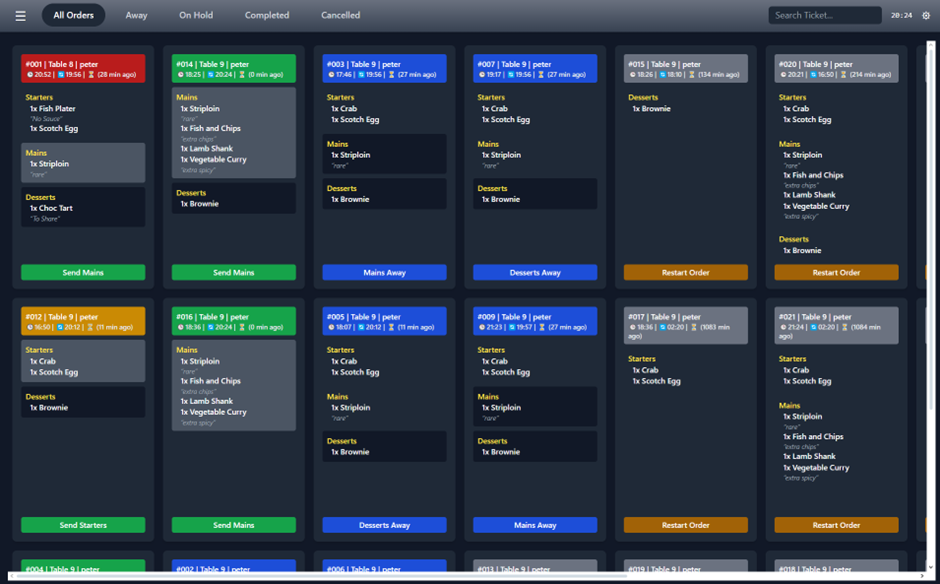 All Orders Away On Hold Completed Cancelled Search Ticket... 20:24
#001 | Table 8 | peter
20:52 | 19:56 | (28 min ago)
Starters
1x Fish Plater
"No Sauce"
1x Scotch Egg
Mains
1x Striploin
"rare"
Desserts
1x Choc Tart
"To Share"
Send Mains
#014 | Table 9 | peter
18:25 | 20:24 | (0 min ago)
Mains
1x Striploin
"rare"
1x Fish and Chips
"extra chips"
1x Lamb Shank
1x Vegetable Curry
"extra spicy"
Desserts
1x Brownie
Send Mains
#003 | Table 9 | peter
17:46 | 19:56 | (27 min ago)
Starters
1x Crab
1x Scotch Egg
Mains
1x Striploin
"rare"
Desserts
1x Brownie
Mains Away
#007 | Table 9 | peter
19:17 | 19:56 | (27 min ago)
Starters
1x Crab
1x Scotch Egg
Mains
1x Striploin
"rare"
Desserts
1x Brownie
Desserts Away
#015 | Table 9 | peter
18:26 | 18:10 | (134 min ago)
Desserts
1x Brownie
Restart Order
#020 | Table 9 | peter
20:21 | 16:50 | (214 min ago)
Starters
1x Crab
1x Scotch Egg
Mains
1x Striploin
"rare"
1x Fish and Chips
"extra chips"
1x Lamb Shank
1x Vegetable Curry
"extra spicy"
Desserts
1x Brownie
Restart Order
#012 | Table 9 | peter
16:50 | 20:12 | (11 min ago)
Starters
1x Crab
1x Scotch Egg
Desserts
1x Brownie
Send Starters
#016 | Table 9 | peter
18:36 | 20:24 | (0 min ago)
Mains
1x Striploin
"rare"
1x Fish and Chips
"extra chips"
1x Lamb Shank
1x Vegetable Curry
"extra spicy"
Send Mains
#005 | Table 9 | peter
18:07 | 20:12 | (11 min ago)
Starters
1x Crab
1x Scotch Egg
Mains
1x Striploin
"rare"
Desserts
1x Brownie
Desserts Away
#009 | Table 9 | peter
21:23 | 19:57 | (27 min ago)
Starters
1x Crab
1x Scotch Egg
Mains
1x Striploin
"rare"
Desserts
1x Brownie
Mains Away
#017 | Table 9 | peter
18:36 | 02:20 | (1083 min
ago)
Starters
1x Crab
1x Scotch Egg
Restart Order
#021 | Table 9 | peter
21:24 | 02:20 | (1084 min
ago)
Starters
1x Crab
1x Scotch Egg
Mains
1x Striploin
"rare"
1x Fish and Chips
"extra chips"
1x Lamb Shank
1x Vegetable Curry
"extra spicy"
Restart Order
#004 | Table 9 | peter
#002 | Table 9 | peter
#006 | Table 9 | peter
#013 | Table 9 | peter
#019 | Table 9 | peter
#018 | Table 9 | peter